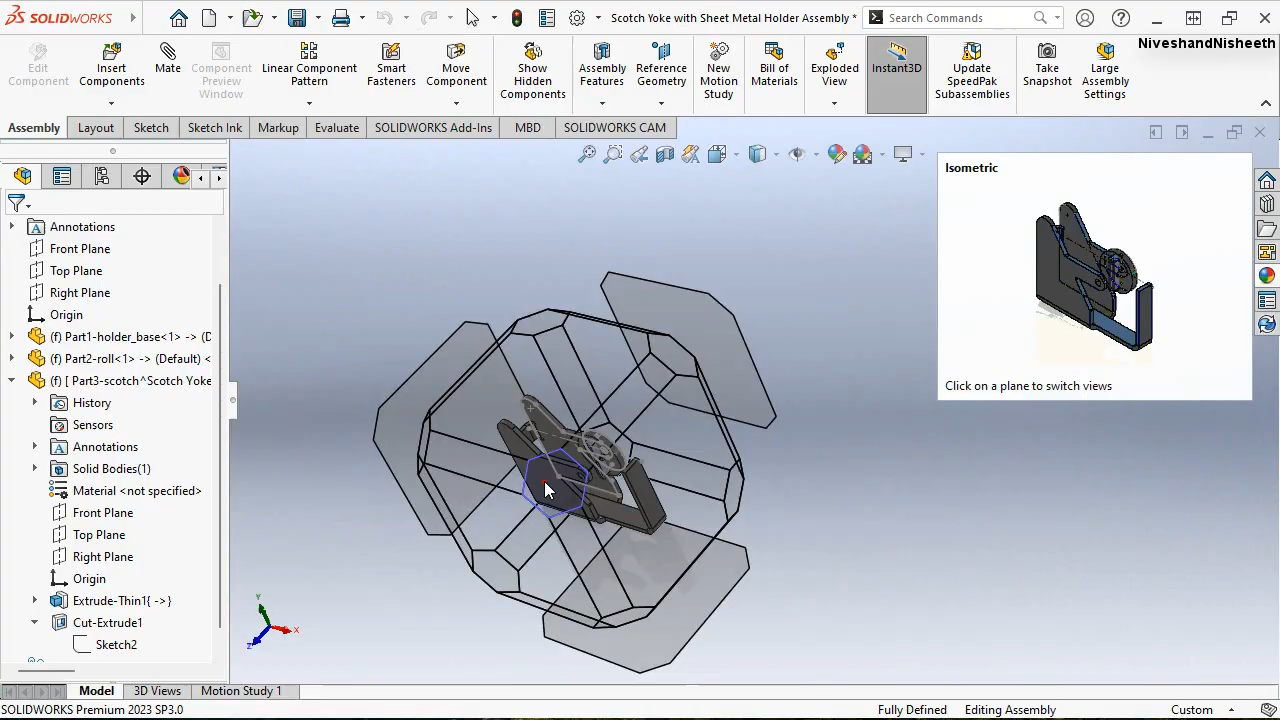 SOLIDWORKS
Scotch Yoke with Sheet Metal Holder Assembly *
Search Commands
NiveshandNisheeth
Edit Component
Insert Components
Mate
Component Preview Window
Linear Component Pattern
Smart Fasteners
Move Component
Show Hidden Components
Assembly Features
Reference Geometry
New Motion Study
Bill of Materials
Exploded View
Instant3D
Update SpeedPak Subassemblies
Take Snapshot
Large Assembly Settings
Assembly
Layout
Sketch
Sketch Ink
Markup
Evaluate
SOLIDWORKS Add-Ins
MBD
SOLIDWORKS CAM
Isometric
Click on a plane to switch views
Annotations
Front Plane
Top Plane
Right Plane
Origin
(f) Part1-holder_base<1> -> (D
(f) Part2-roll<1> -> (Default) <
(f) [ Part3-scotch^Scotch Yoke
History
Sensors
Annotations
Solid Bodies(1)
Material <not specified>
Front Plane
Top Plane
Right Plane
Origin
Extrude-Thin1{ ->}
Cut-Extrude1
Sketch2
Y
X
Z
Model
3D Views
Motion Study 1
SOLIDWORKS Premium 2023 SP3.0
Fully Defined
Editing Assembly
Custom